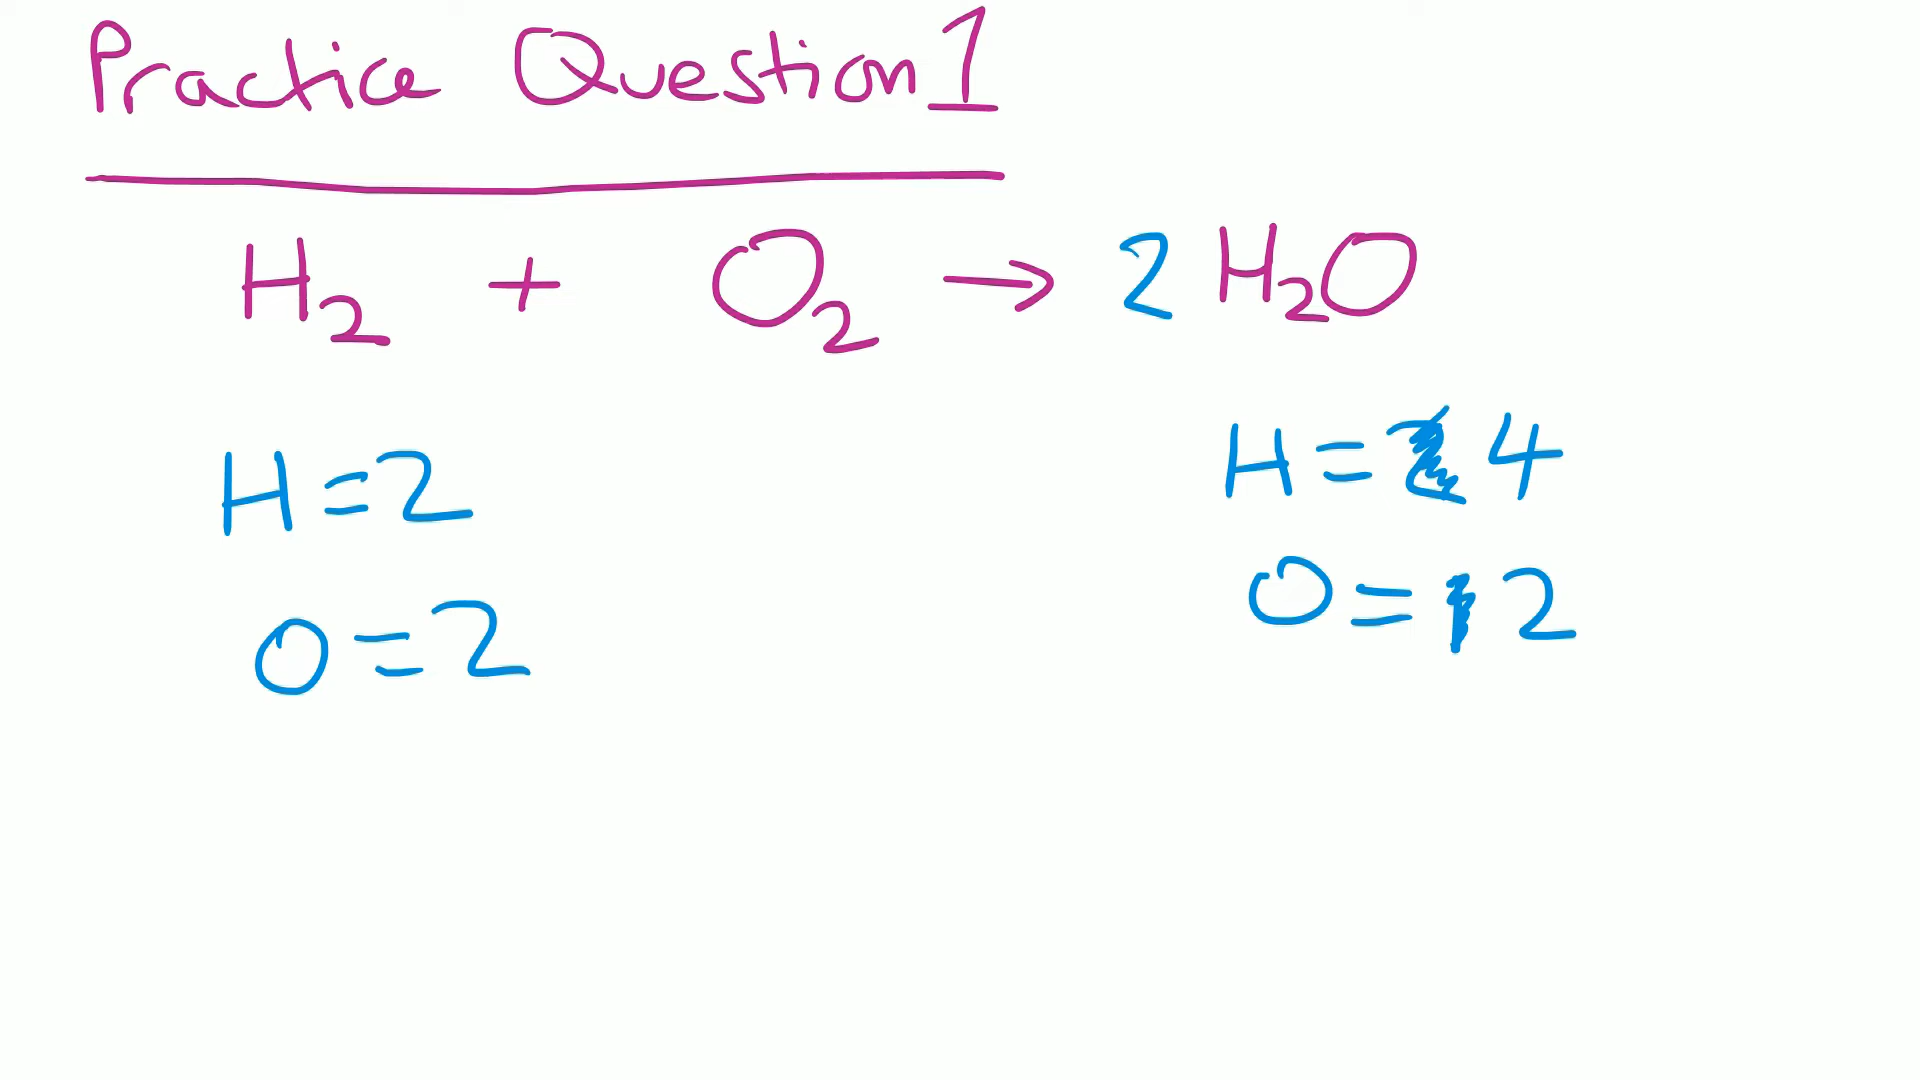 Practice Question 1
H₂ + O₂ → 2 H₂O
H = 2
O = 2
H = 4
O = 2